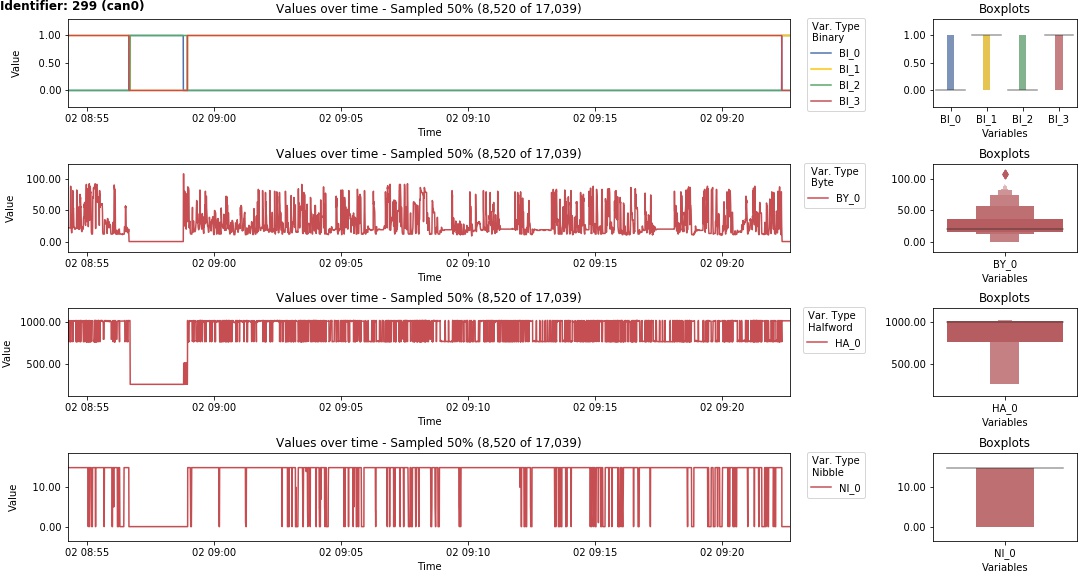 Identifier: 299 (can0)
Values over time - Sampled 50% (8,520 of 17,039)
Boxplots
Value
1.00
0.50
0.00
02 08:55
02 09:00
02 09:05
02 09:10
02 09:15
02 09:20
Time
Var. Type
Binary
BI_0
BI_1
BI_2
BI_3
1.00
0.50
0.00
BI_0
BI_1
BI_2
BI_3
Variables
Values over time - Sampled 50% (8,520 of 17,039)
Boxplots
Value
100.00
50.00
0.00
02 08:55
02 09:00
02 09:05
02 09:10
02 09:15
02 09:20
Time
Var. Type
Byte
BY_0
100.00
50.00
0.00
BY_0
Variables
Values over time - Sampled 50% (8,520 of 17,039)
Boxplots
Value
1000.00
500.00
02 08:55
02 09:00
02 09:05
02 09:10
02 09:15
02 09:20
Time
Var. Type
Halfword
HA_0
1000.00
500.00
HA_0
Variables
Values over time - Sampled 50% (8,520 of 17,039)
Boxplots
Value
10.00
0.00
02 08:55
02 09:00
02 09:05
02 09:10
02 09:15
02 09:20
Time
Var. Type
Nibble
NI_0
10.00
0.00
NI_0
Variables